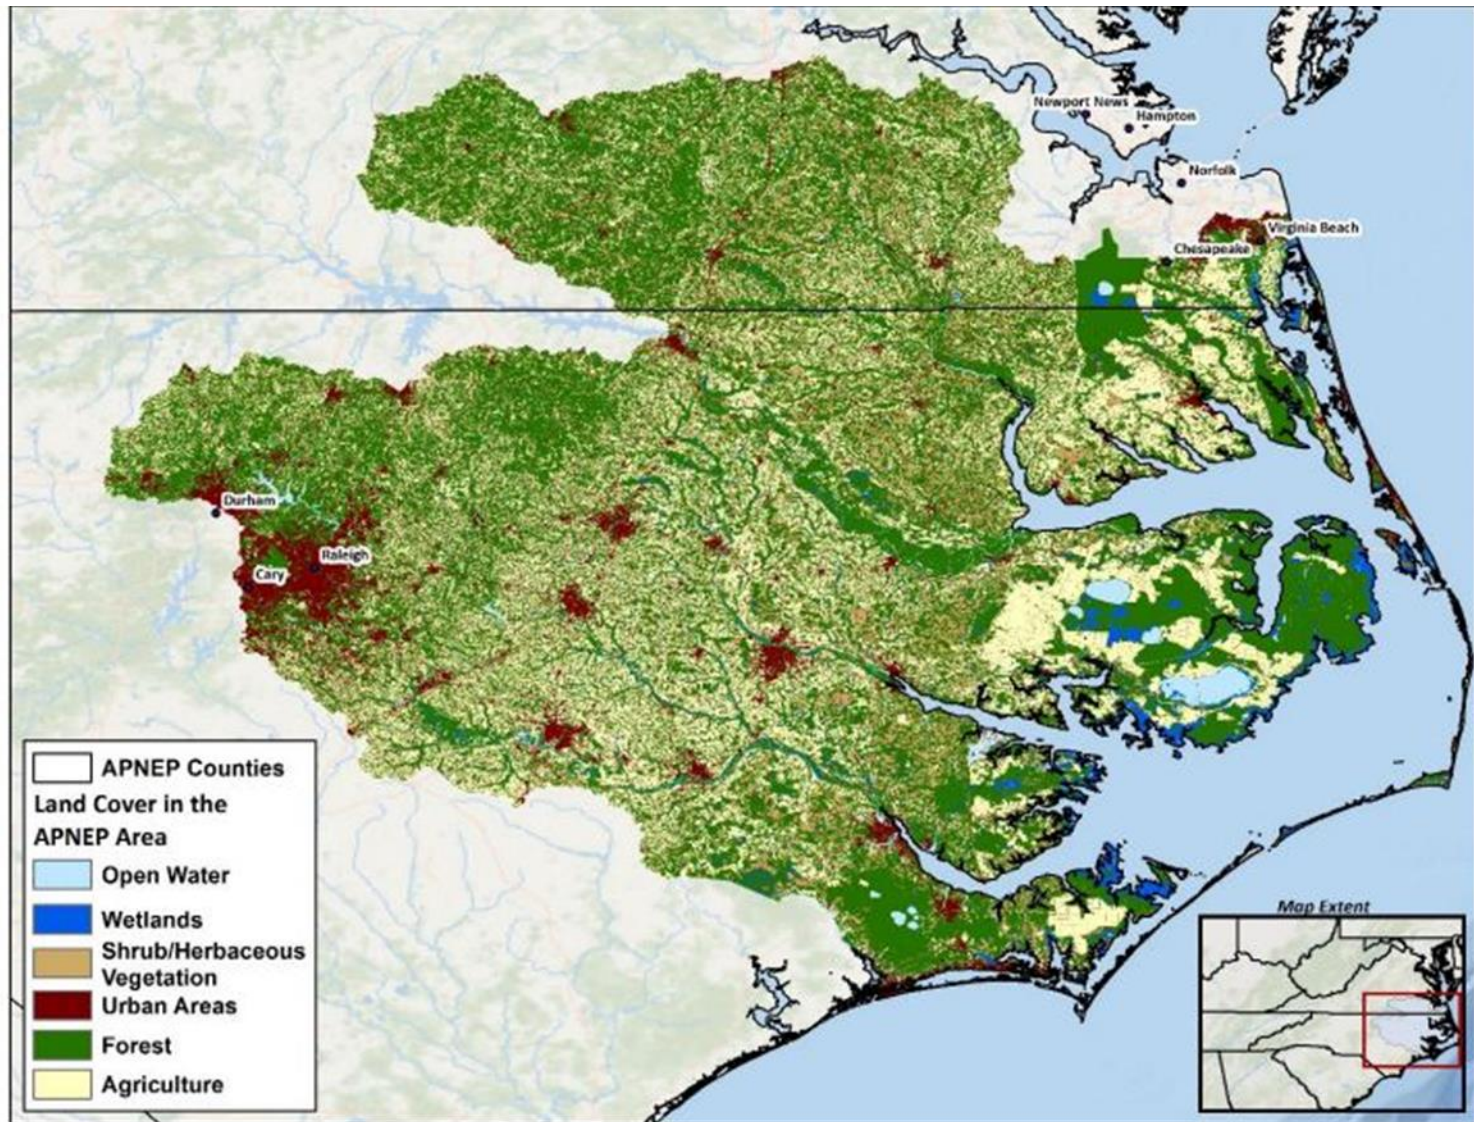 Newport News
Hampton
Norfolk
Virginia Beach
Chesapeake
Durham
Raleigh
Cary
APNEP Counties
Land Cover in the
APNEP Area
Open Water
Wetlands
Shrub/Herbaceous
Vegetation
Urban Areas
Forest
Agriculture
Map Extent